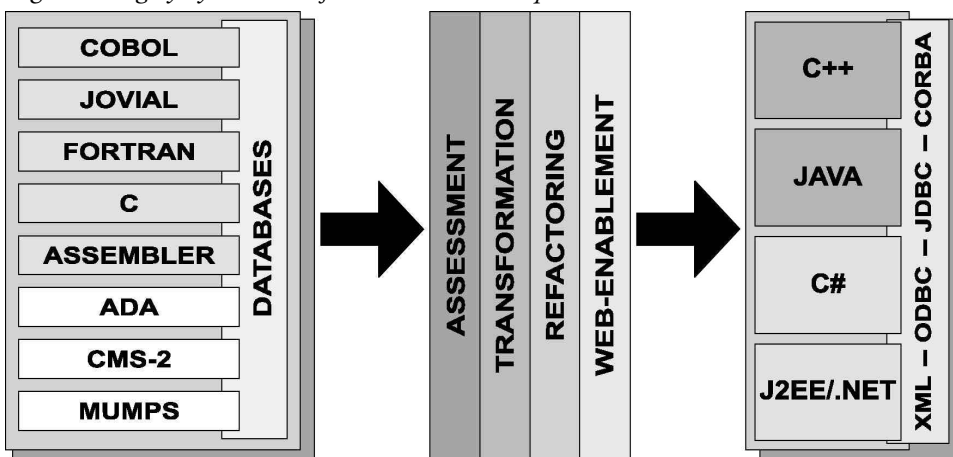 COBOL
JOVIAL
FORTRAN
C
ASSEMBLER
ADA
CMS-2
MUMPS
DATABASES
ASSESSMENT
TRANSFORMATION
REFACTORING
WEB-ENABLEMENT
C++
JAVA
C#
J2EE/.NET
XML – ODBC – JDBC – CORBA